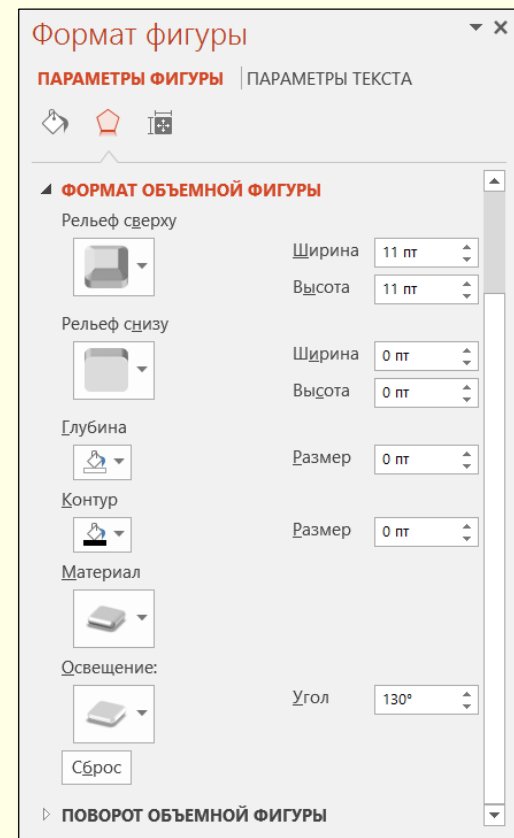 Формат фигуры
ПАРАМЕТРЫ ФИГУРЫ ПАРАМЕТРЫ ТЕКСТА
ФОРМАТ ОБЪЕМНОЙ ФИГУРЫ
Рельеф сверху
Ширина 11 пт
Высота 11 пт
Рельеф снизу
Ширина 0 пт
Высота 0 пт
Глубина
Размер 0 пт
Контур
Размер 0 пт
Материал
Освещение:
Угол 130°
Сброс
ПОВОРОТ ОБЪЕМНОЙ ФИГУРЫ